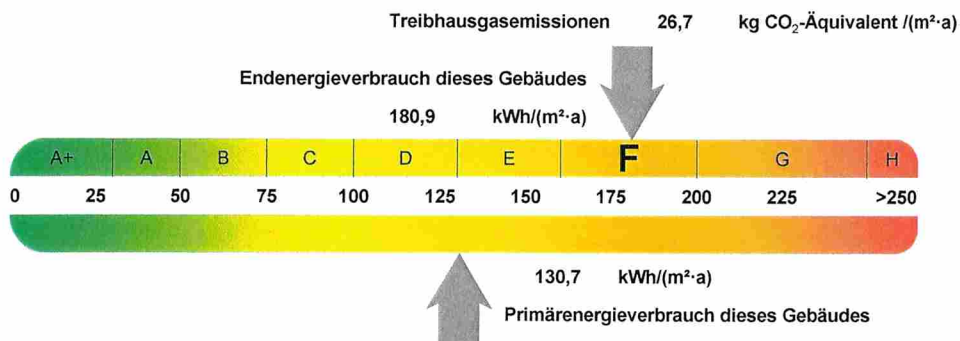 Treibhausgasemissionen 26,7 kg CO₂-Äquivalent /(m²·a)
Endenergieverbrauch dieses Gebäudes
180,9 kWh/(m²·a)
A+ A B C D E F G H
0 25 50 75 100 125 150 175 200 225 >250
130,7 kWh/(m²·a)
Primärenergieverbrauch dieses Gebäudes